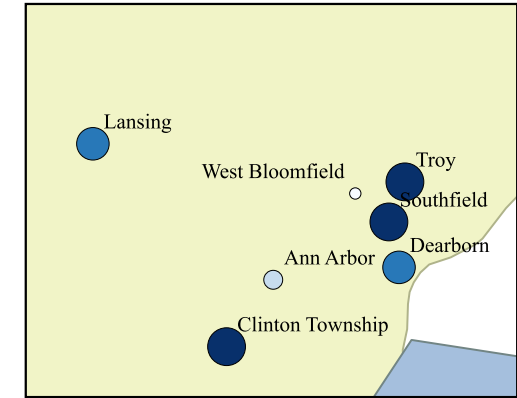 Lansing
Troy
West Bloomfield
Southfield
Dearborn
Ann Arbor
Clinton Township